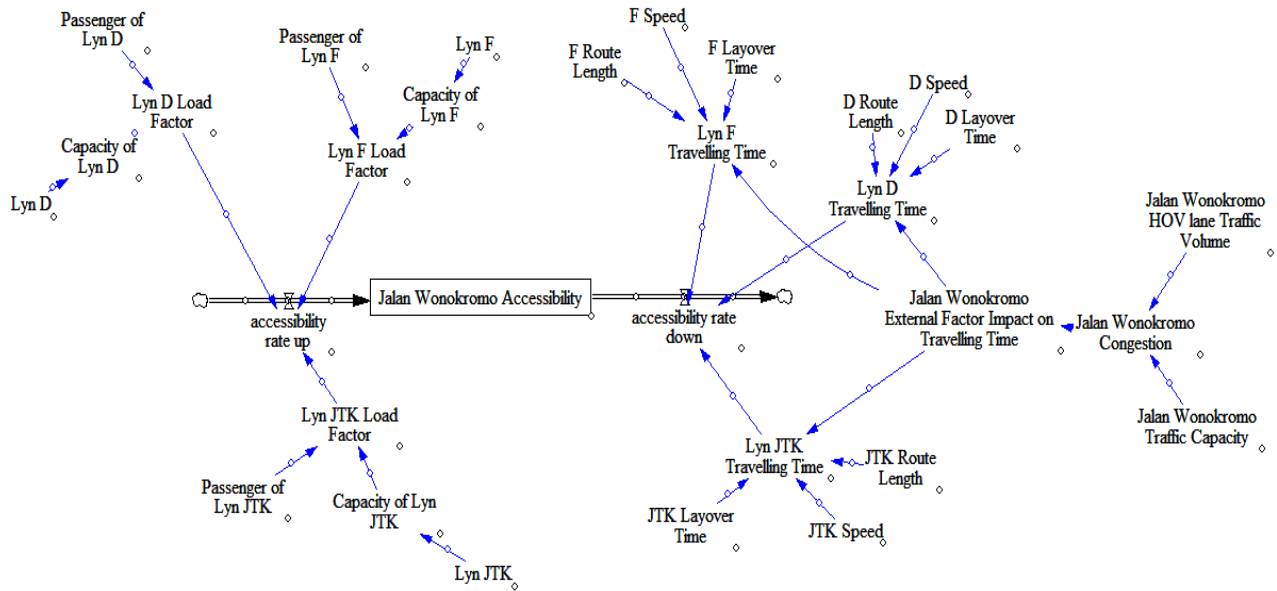 Passenger of
Lyn D
Passenger of
Lyn F
Lyn F
Lyn D Load
Factor
Capacity of
Lyn F
Capacity of
Lyn D
Lyn F Load
Factor
Lyn D
F Speed
F Route
Length
F Layover
Time
Lyn F
Travelling Time
D Speed
D Route
Length
D Layover
Time
Lyn D
Travelling Time
Jalan Wonokromo
HOV lane Traffic
Volume
Jalan Wonokromo Accessibility
accessibility
rate up
accessibility rate
down
Jalan Wonokromo
External Factor Impact on
Travelling Time
Jalan Wonokromo
Congestion
Jalan Wonokromo
Traffic Capacity
Lyn JTK Load
Factor
Passenger of
Lyn JTK
Capacity of Lyn
JTK
Lyn JTK
Lyn JTK
Travelling Time
JTK Route
Length
JTK Layover
Time
JTK Speed